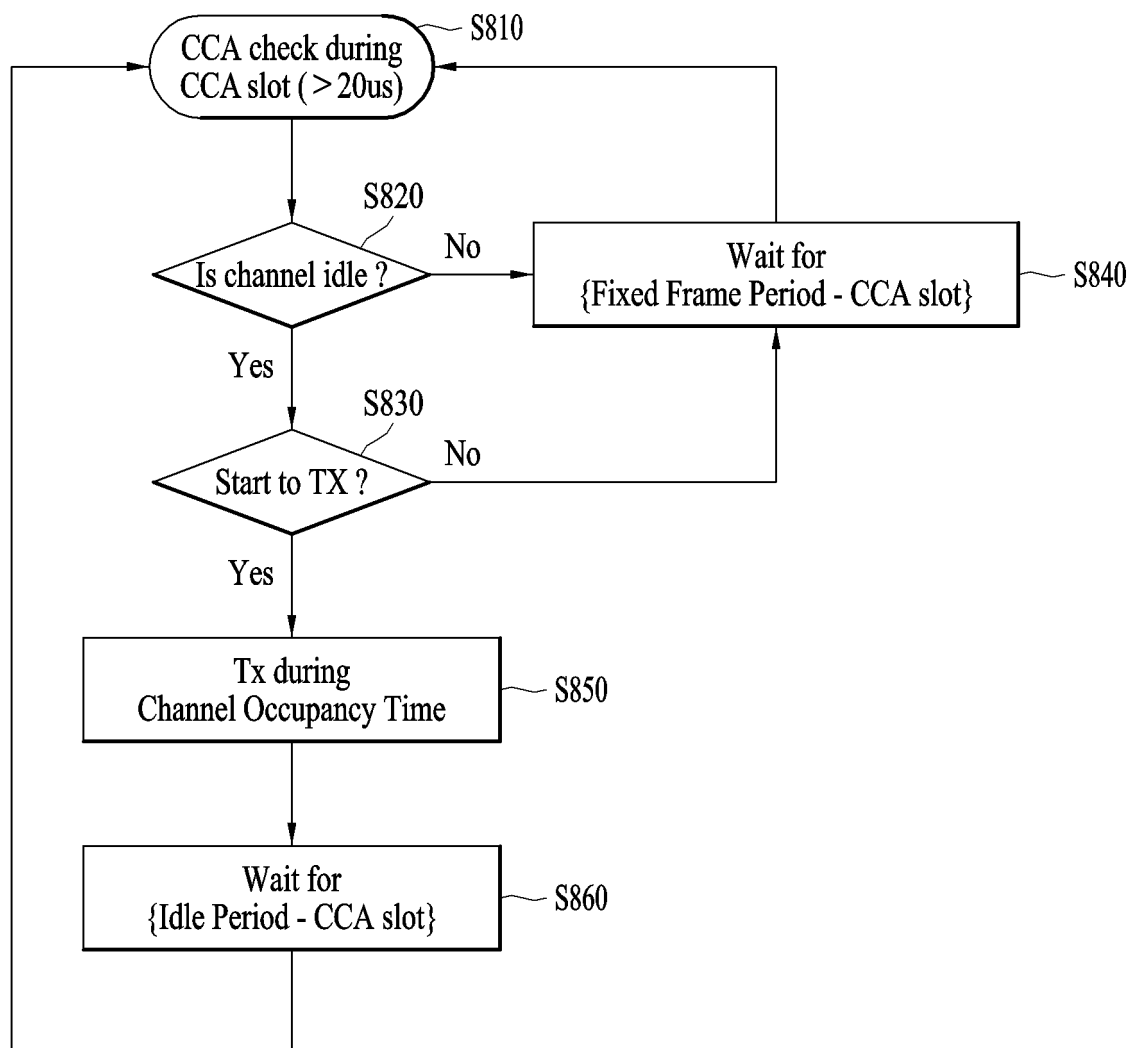 S810
CCA check during
CCA slot ( >20us)
S820
Is channel idle ?
No
Wait for
{Fixed Frame Period - CCA slot}
S840
Yes
S830
Start to TX ?
No
Yes
Tx during
Channel Occupancy Time
S850
Wait for
{Idle Period - CCA slot}
S860